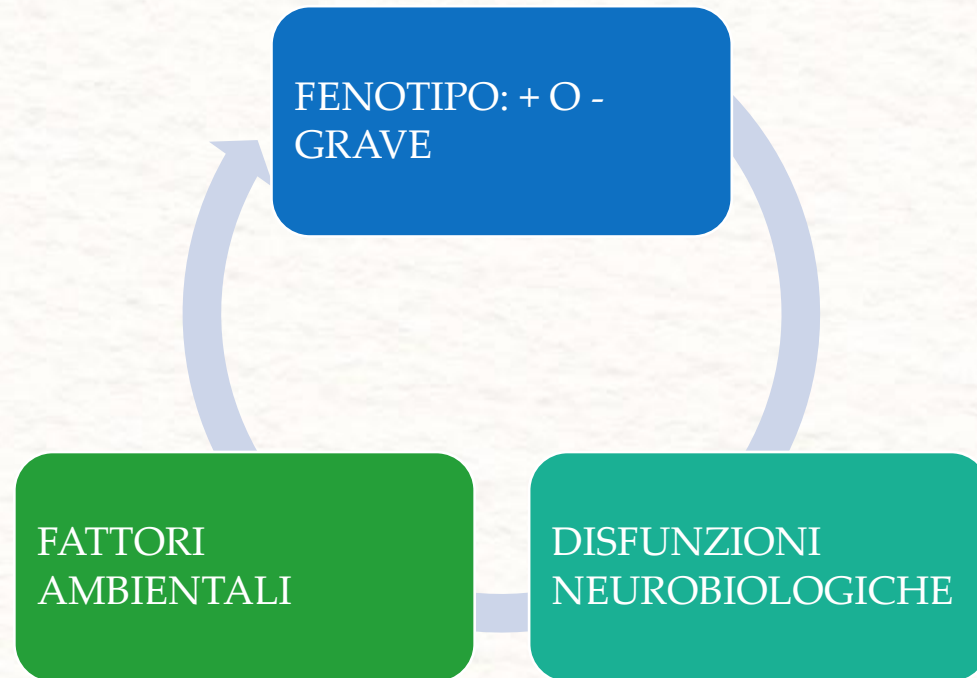 FENOTIPO: + O -
GRAVE
FATTORI
AMBIENTALI
DISFUNZIONI
NEUROBIOLOGICHE